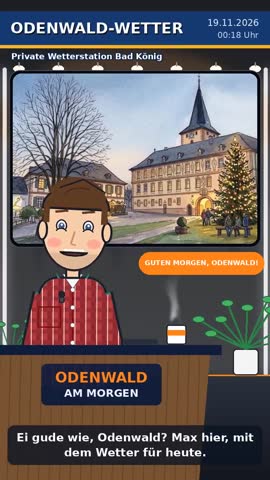 ODENWALD-WETTER
19.11.2026
00:18 Uhr
Private Wetterstation Bad König
GUTEN MORGEN, ODENWALD!
ODENWALD
AM MORGEN
Ei gude wie, Odenwald? Max hier, mit
dem Wetter für heute.